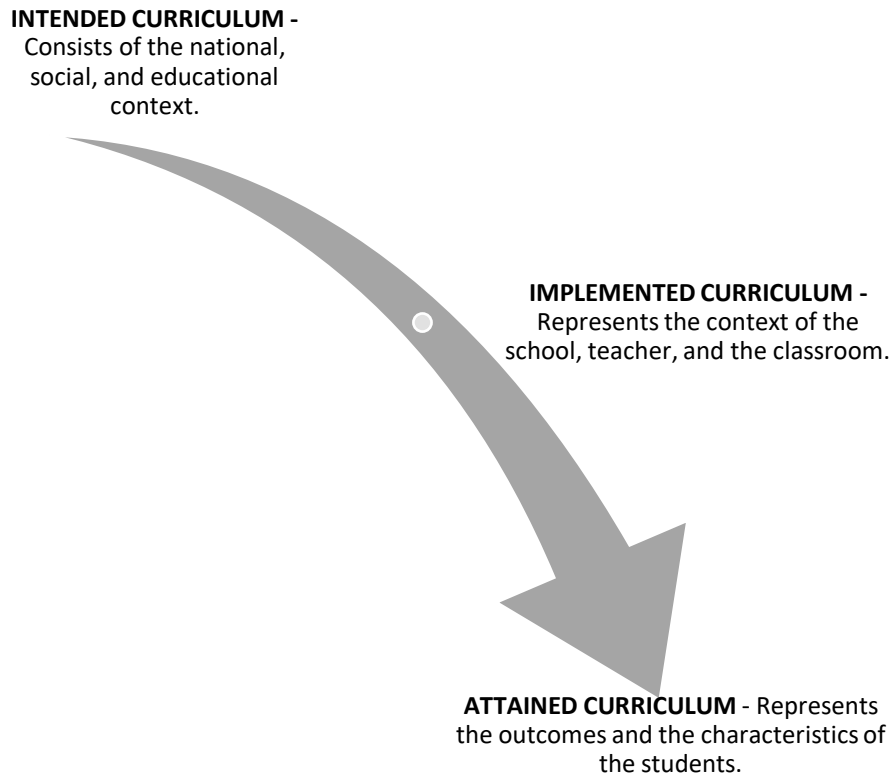 INTENDED CURRICULUM -
Consists of the national,
social, and educational
context.
IMPLEMENTED CURRICULUM -
Represents the context of the
school, teacher, and the classroom.
ATTAINED CURRICULUM - Represents
the outcomes and the characteristics of
the students.